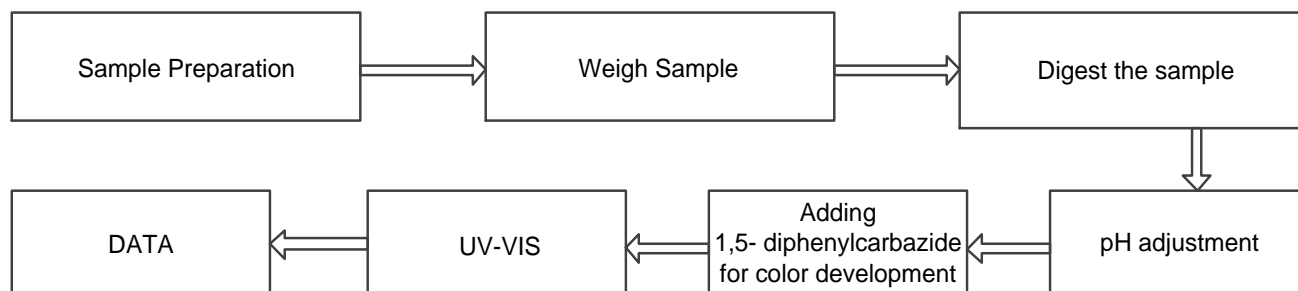 Sample Preparation
Weigh Sample
Digest the sample
pH adjustment
Adding
1,5- diphenylcarbazide
for color development
UV-VIS
DATA